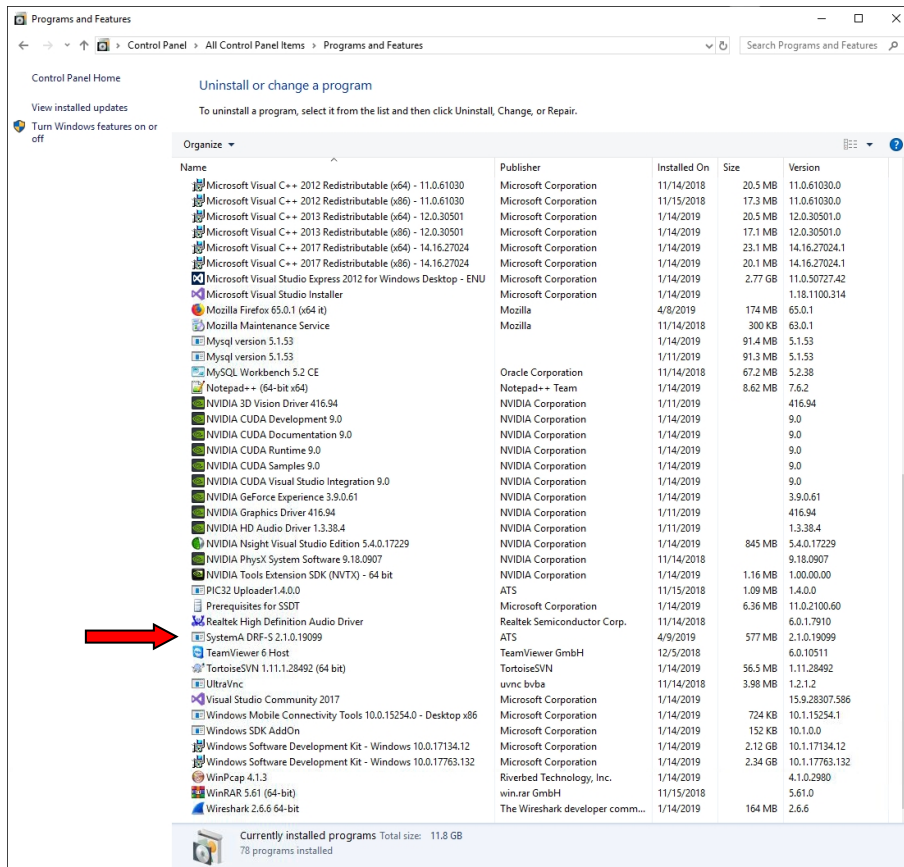 Programs and Features
Control Panel > All Control Panel Items > Programs and Features Search Programs and Features
Control Panel Home
View installed updates
Turn Windows features on or
off
Uninstall or change a program
To uninstall a program, select it from the list and then click Uninstall, Change, or Repair.
Organize
Name Publisher Installed On Size Version
Microsoft Visual C++ 2012 Redistributable (x64) - 11.0.61030 Microsoft Corporation 11/14/2018 20.5 MB 11.0.61030.0
Microsoft Visual C++ 2012 Redistributable (x86) - 11.0.61030 Microsoft Corporation 11/15/2018 17.3 MB 11.0.61030.0
Microsoft Visual C++ 2013 Redistributable (x64) - 12.0.30501 Microsoft Corporation 1/14/2019 20.5 MB 12.0.30501.0
Microsoft Visual C++ 2013 Redistributable (x86) - 12.0.30501 Microsoft Corporation 1/14/2019 17.1 MB 12.0.30501.0
Microsoft Visual C++ 2017 Redistributable (x64) - 14.16.27024 Microsoft Corporation 1/14/2019 23.1 MB 14.16.27024.1
Microsoft Visual C++ 2017 Redistributable (x86) - 14.16.27024 Microsoft Corporation 1/14/2019 20.1 MB 14.16.27024.1
Microsoft Visual Studio Express 2012 for Windows Desktop - ENU Microsoft Corporation 1/14/2019 2.77 GB 11.0.50727.42
Microsoft Visual Studio Installer Microsoft Corporation 1/14/2019 1.18.1100.314
Mozilla Firefox 65.0.1 (x64 it) Mozilla 4/8/2019 174 MB 65.0.1
Mozilla Maintenance Service Mozilla 11/14/2018 300 KB 63.0.1
Mysql version 5.1.53 1/14/2019 91.4 MB 5.1.53
Mysql version 5.1.53 1/11/2019 91.3 MB 5.1.53
MySQL Workbench 5.2 CE Oracle Corporation 11/14/2018 67.2 MB 5.2.38
Notepad++ (64-bit x64) Notepad++ Team 1/14/2019 8.62 MB 7.6.2
NVIDIA 3D Vision Driver 416.94 NVIDIA Corporation 1/11/2019 416.94
NVIDIA CUDA Development 9.0 NVIDIA Corporation 1/14/2019 9.0
NVIDIA CUDA Documentation 9.0 NVIDIA Corporation 1/14/2019 9.0
NVIDIA CUDA Runtime 9.0 NVIDIA Corporation 1/14/2019 9.0
NVIDIA CUDA Samples 9.0 NVIDIA Corporation 1/14/2019 9.0
NVIDIA CUDA Visual Studio Integration 9.0 NVIDIA Corporation 1/14/2019 9.0
NVIDIA GeForce Experience 3.9.0.61 NVIDIA Corporation 1/14/2019 3.9.0.61
NVIDIA Graphics Driver 416.94 NVIDIA Corporation 1/11/2019 416.94
NVIDIA HD Audio Driver 1.3.38.4 NVIDIA Corporation 1/11/2019 1.3.38.4
NVIDIA Nsight Visual Studio Edition 5.4.0.17229 NVIDIA Corporation 1/14/2019 845 MB 5.4.0.17229
NVIDIA PhysX System Software 9.18.0907 NVIDIA Corporation 11/14/2018 9.18.0907
NVIDIA Tools Extension SDK (NVTX) - 64 bit NVIDIA Corporation 1/14/2019 1.16 MB 1.00.00.00
PIC32 Uploader1.4.0.0 ATS 11/15/2018 1.09 MB 1.4.0.0
Prerequisites for SSDT Microsoft Corporation 1/14/2019 6.36 MB 11.0.2100.60
Realtek High Definition Audio Driver Realtek Semiconductor Corp. 11/14/2018 6.0.1.7910
SystemA DRF-S 2.1.0.19099 ATS 4/9/2019 577 MB 2.1.0.19099
TeamViewer 6 Host TeamViewer GmbH 12/5/2018 6.0.10511
TortoiseSVN 1.11.1.28492 (64 bit) TortoiseSVN 1/14/2019 56.5 MB 1.11.28492
UltraVnc uvnc bvba 11/14/2018 3.98 MB 1.2.1.2
Visual Studio Community 2017 Microsoft Corporation 1/14/2019 15.9.28307.586
Windows Mobile Connectivity Tools 10.0.15254.0 - Desktop x86 Microsoft Corporation 1/14/2019 724 KB 10.1.15254.1
Windows SDK AddOn Microsoft Corporation 1/14/2019 152 KB 10.1.0.0
Windows Software Development Kit - Windows 10.0.17134.12 Microsoft Corporation 1/14/2019 2.12 GB 10.1.17134.12
Windows Software Development Kit - Windows 10.0.17763.132 Microsoft Corporation 1/14/2019 2.34 GB 10.1.17763.132
WinPcap 4.1.3 Riverbed Technology, Inc. 1/14/2019 4.1.0.2980
WinRAR 5.61 (64-bit) win.rar GmbH 11/15/2018 5.61.0
Wireshark 2.6.6 64-bit The Wireshark developer comm... 1/14/2019 164 MB 2.6.6
Currently installed programs Total size: 11.8 GB
78 programs installed